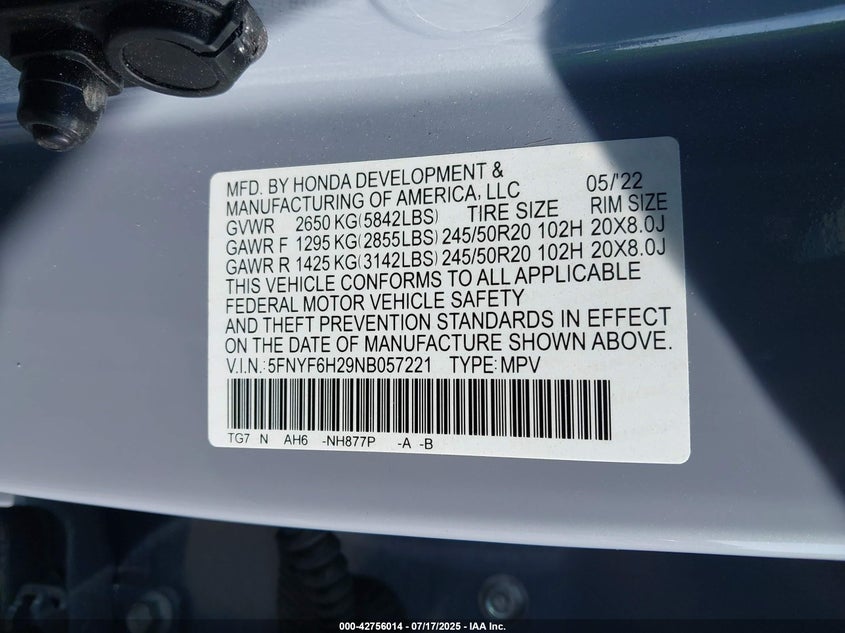 MFD. BY HONDA DEVELOPMENT & 05/'22
MANUFACTURING OF AMERICA, LLC RIM SIZE
GVWR 2650 KG(5842LBS) TIRE SIZE
GAWR F 1295 KG(2855LBS) 245/50R20 102H 20X8.0J
GAWR R 1425 KG(3142LBS) 245/50R20 102H 20X8.0J
THIS VEHICLE CONFORMS TO ALL APPLICABLE
FEDERAL MOTOR VEHICLE SAFETY
AND THEFT PREVENTION STANDARDS IN EFFECT
ON THE DATE OF MANUFACTURE SHOWN ABOVE.
V.I.N.: 5FNYF6H29NB057221 TYPE: MPV
TG7 N AH6 -NH877P -A -B
000-42756014 - 07/17/2025 - IAA Inc.